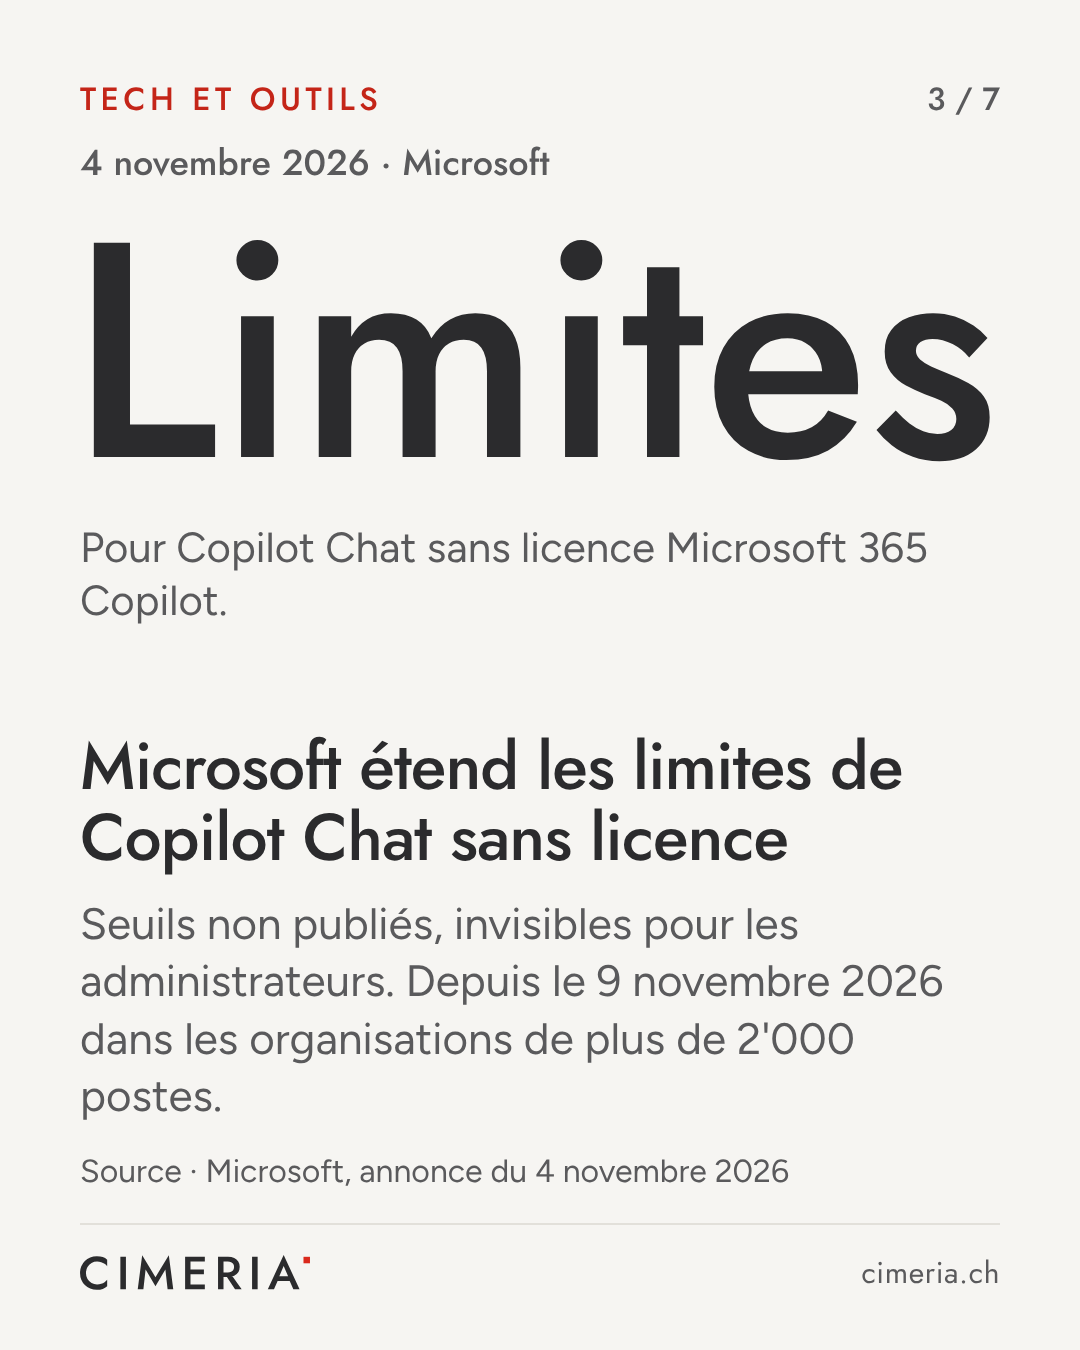 TECH ET OUTILS
3 / 7
4 novembre 2026 · Microsoft
Limites
Pour Copilot Chat sans licence Microsoft 365
Copilot.
Microsoft étend les limites de
Copilot Chat sans licence
Seuils non publiés, invisibles pour les
administrateurs. Depuis le 9 novembre 2026
dans les organisations de plus de 2'000
postes.
Source · Microsoft, annonce du 4 novembre 2026
CIMERIA
cimeria.ch